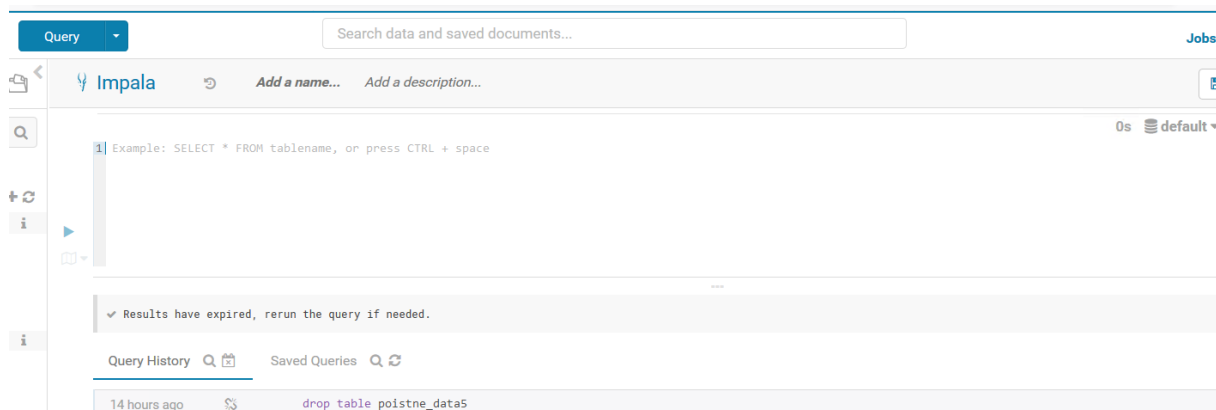 Query
Search data and saved documents...
Jobs
Impala Add a name... Add a description...
0s default
1 Example: SELECT * FROM tablename, or press CTRL + space
Results have expired, rerun the query if needed.
Query History Saved Queries
14 hours ago drop table poistne_data5